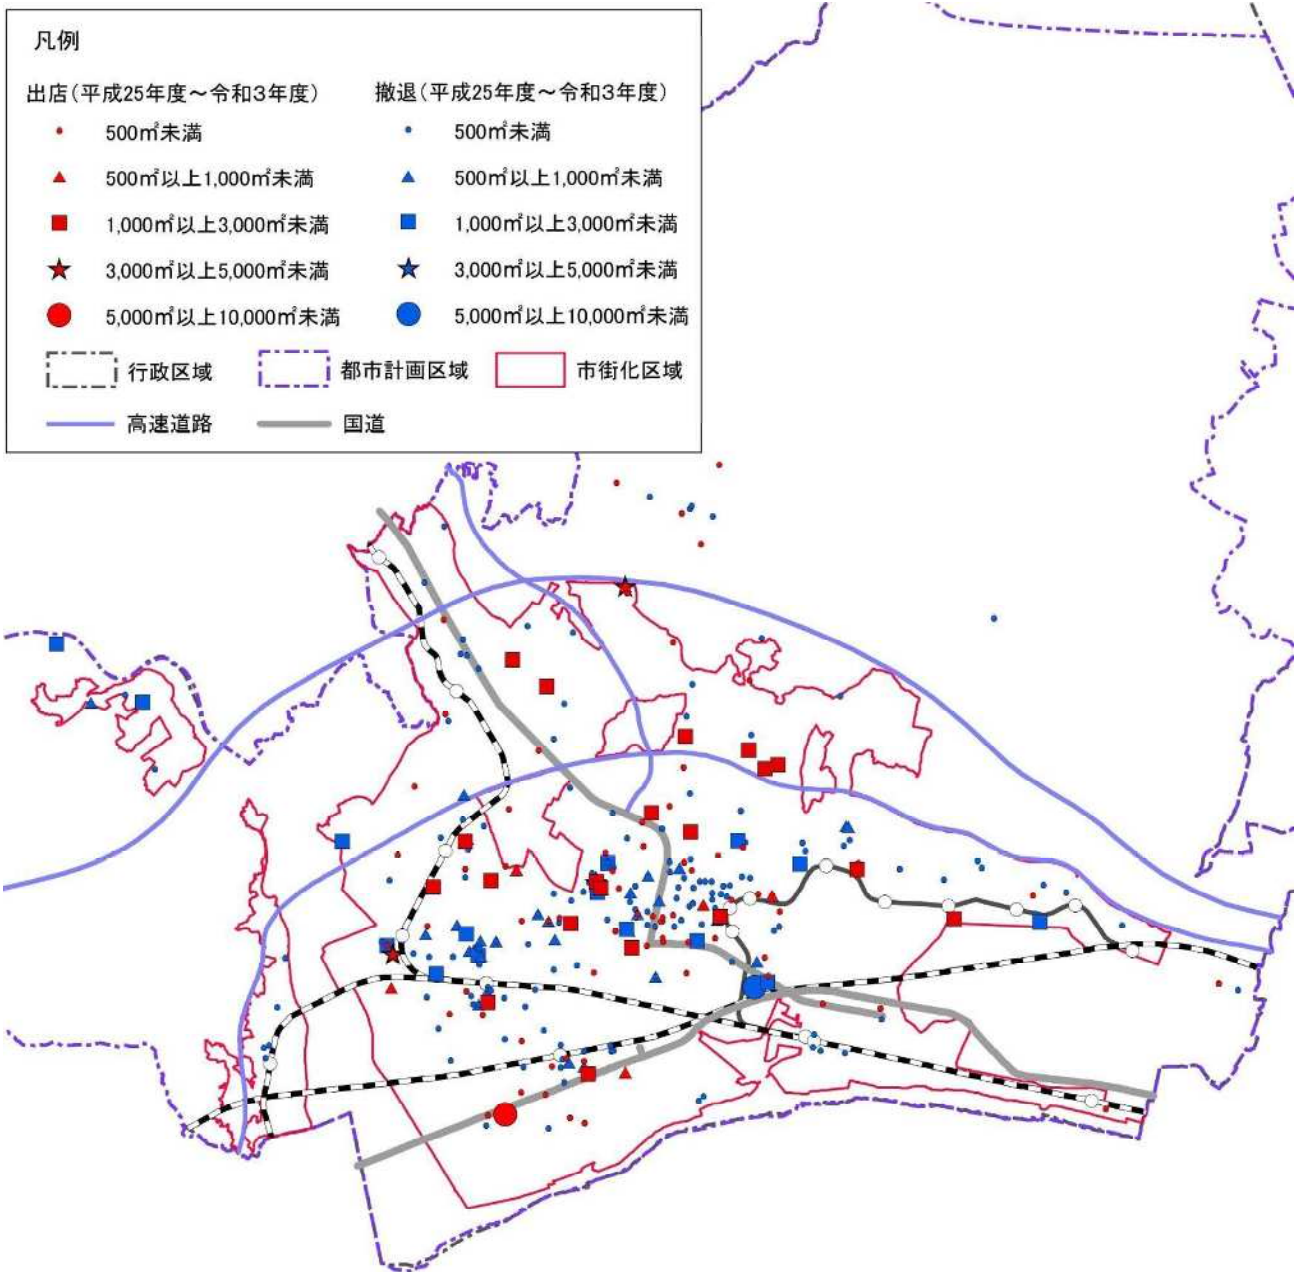 凡例
出店(平成25年度～令和3年度) 撤退(平成25年度～令和3年度)
500㎡未満 500㎡未満
500㎡以上1,000㎡未満 500㎡以上1,000㎡未満
1,000㎡以上3,000㎡未満 1,000㎡以上3,000㎡未満
3,000㎡以上5,000㎡未満 3,000㎡以上5,000㎡未満
5,000㎡以上10,000㎡未満 5,000㎡以上10,000㎡未満
行政区域 都市計画区域 市街化区域
高速道路 国道